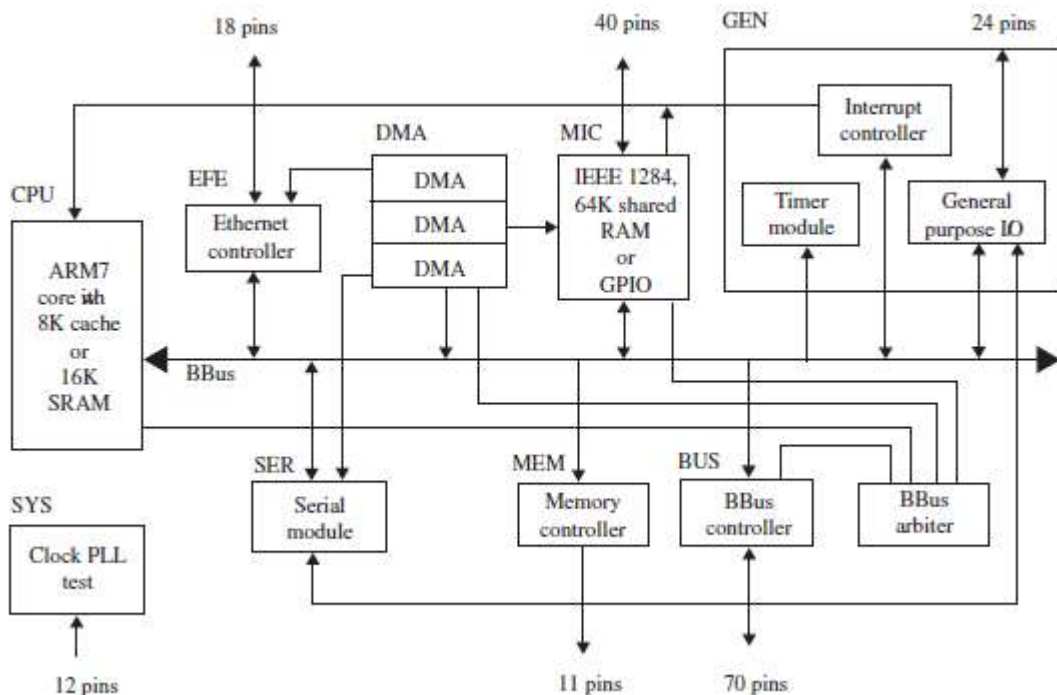 18 pins
40 pins
GEN
24 pins
Interrupt
controller
DMA
MIC
EFE
DMA
DMA
DMA
IEEE 1284,
64K shared
RAM
or
GPIO
Timer
module
General
purpose I/O
CPU
Ethernet
controller
ARM7
core with
8K cache
or
16K
SRAM
BBus
SER
MEM
BUS
SYS
Serial
module
Memory
controller
BBus
controller
BBus
arbiter
Clock PLL
test
12 pins
11 pins
70 pins